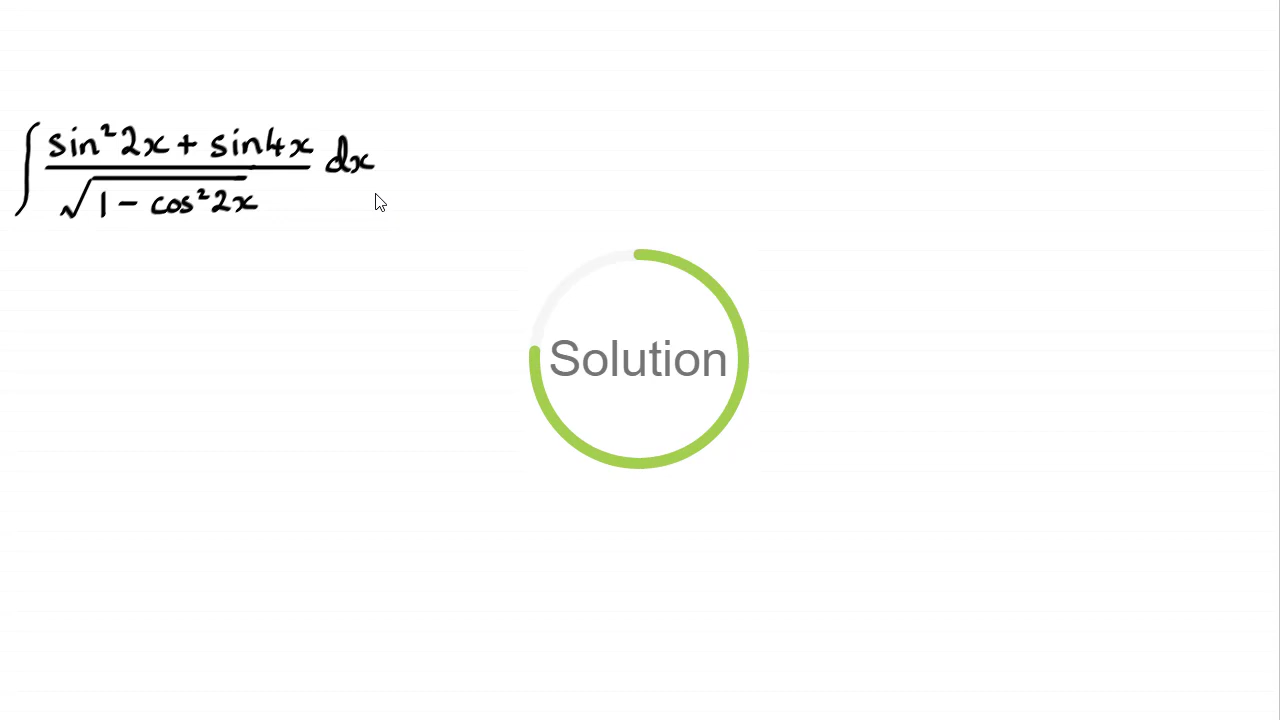 ∫ sin²2x + sin4x dx
√1 - cos²2x
Solution